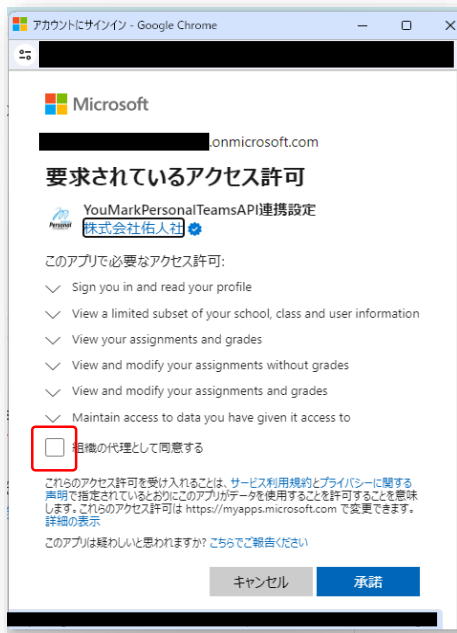 アカウントにサインイン - Google Chrome
Microsoft
.onmicrosoft.com
要求されているアクセス許可
YouMarkPersonalTeamsAPI連携設定
Personal
株式会社佑人社
このアプリで必要なアクセス許可:
Sign you in and read your profile
View a limited subset of your school, class and user information
View your assignments and grades
View and modify your assignments without grades
View and modify your assignments and grades
Maintain access to data you have given it access to
組織の代理として同意する
これらのアクセス許可を受け入れることは、サービス利用規約とプライバシーに関する
声明で指定されているとおりにこのアプリがデータを使用することを許可することを意味
します。これらのアクセス許可は https://myapps.microsoft.com で変更できます。
詳細の表示
このアプリは疑わしいと思われますか? こちらでご報告ください
キャンセル
承諾